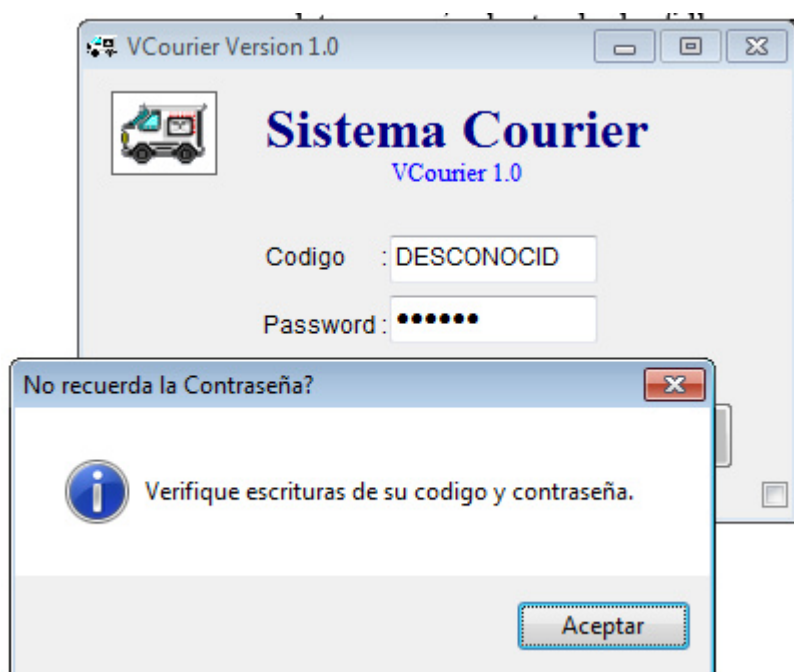 VCourier Version 1.0
Sistema Courier
VCourier 1.0
Codigo : DESCONOCID
Password : ••••••
No recuerda la Contraseña?
Verifique escrituras de su codigo y contraseña.
Aceptar